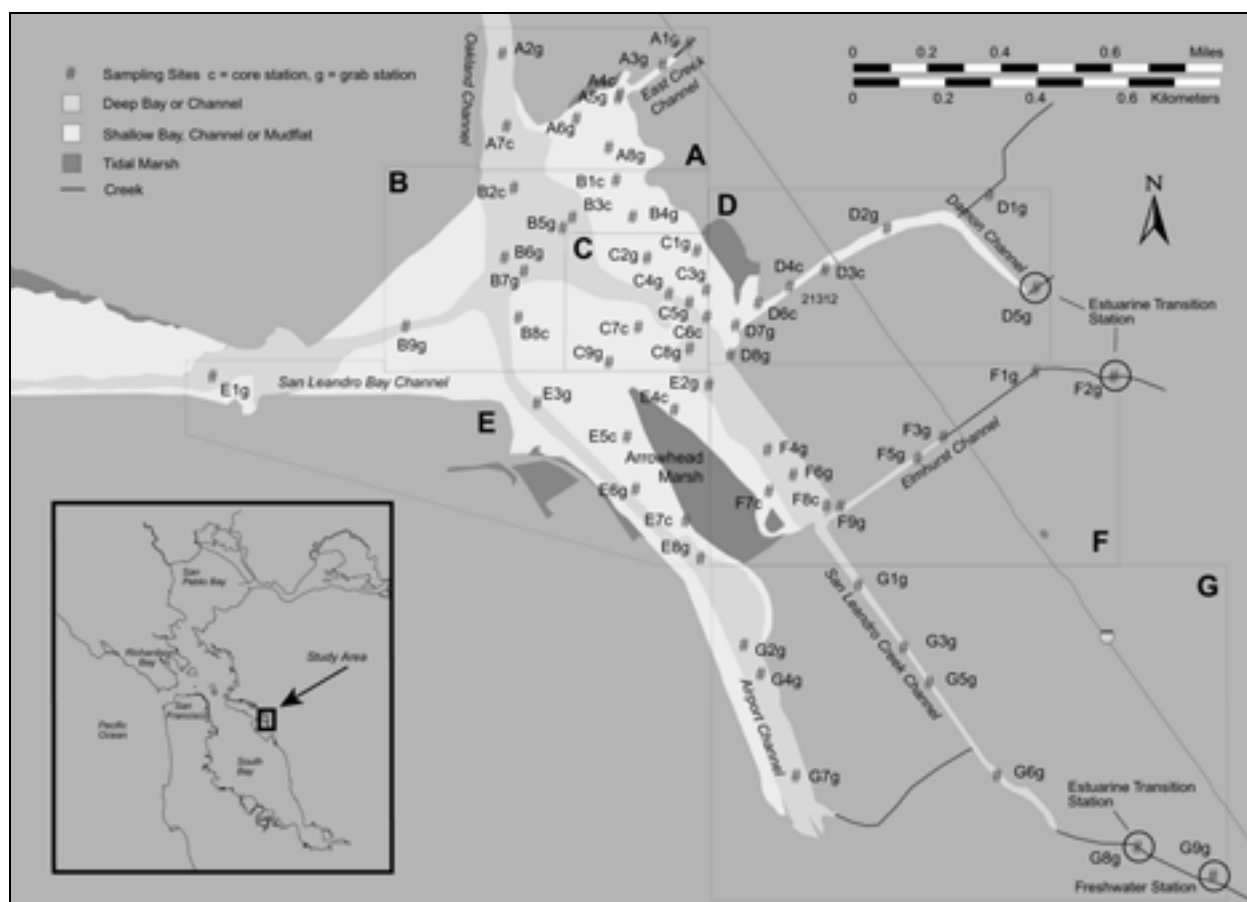 A1g
A2g
A3g
A4c
A5g
A6g
East Creek
Channel
Oakland Channel
A7c
A8g
A
0 0.2 0.4 0.6 Miles
0 0.2 0.4 0.6 Kilometers
Sampling Sites c = core station, g = grab station
Deep Bay or Channel
Shallow Bay, Channel or Mudflat
Tidal Marsh
Creek
N
B
B1c
B2c
B3c
B4g
B5g
B6g
B7g
B8c
B9g
C
C1g
C2g
C3g
C4g
C5g
C6c
C7c
C8g
C9g
D
D1g
D2g
Damon Channel
D3c
D4c
21312
D5g
D6c
D7g
D8g
Estuarine Transition
Station
E1g
San Leandro Bay Channel
E
E2g
E3g
E4c
E5c
Arrowhead
Marsh
E6g
E7c
E8g
F1g
F2g
F3g
F5g
Elmhurst Channel
F4g
F6g
F7c
F8c
F9g
F
G
G1g
G2g
G3g
G4g
G5g
San Leandro Creek Channel
Airport Channel
G6g
G7g
Estuarine Transition
Station
G8g
G9g
Freshwater Station
San
Pablo Bay
Richardson
Bay
Study Area
San
Francisco
Pacific
Ocean
South
Bay